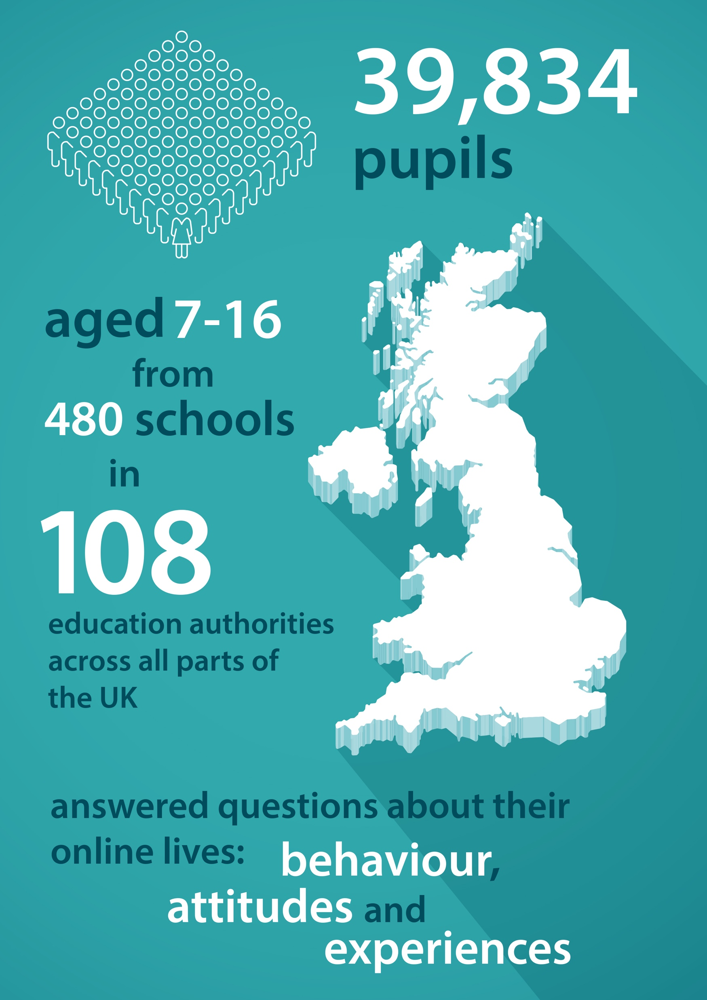 39,834
pupils
aged 7-16
from
480 schools
in
108
education authorities
across all parts of
the UK
answered questions about their
online lives: behaviour,
attitudes and
experiences